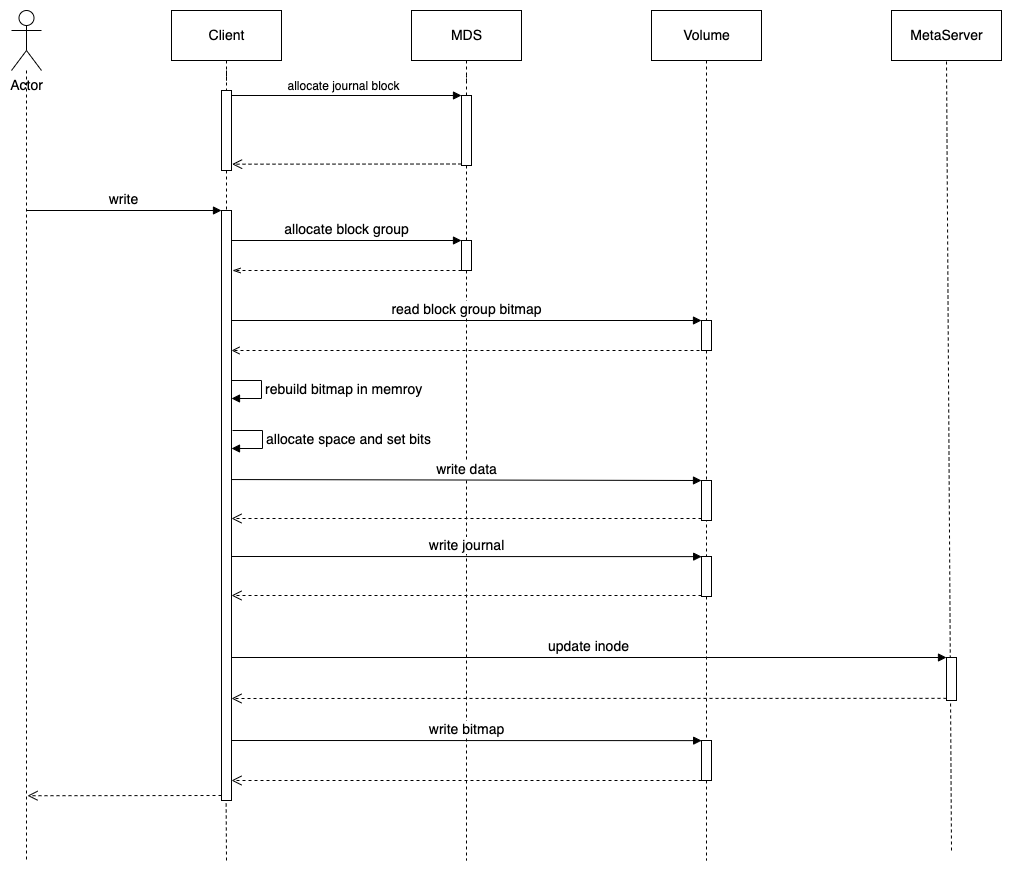 Client
MDS
Volume
MetaServer
Actor
allocate journal block
write
allocate block group
read block group bitmap
rebuild bitmap in memroy
allocate space and set bits
write data
write journal
update inode
write bitmap